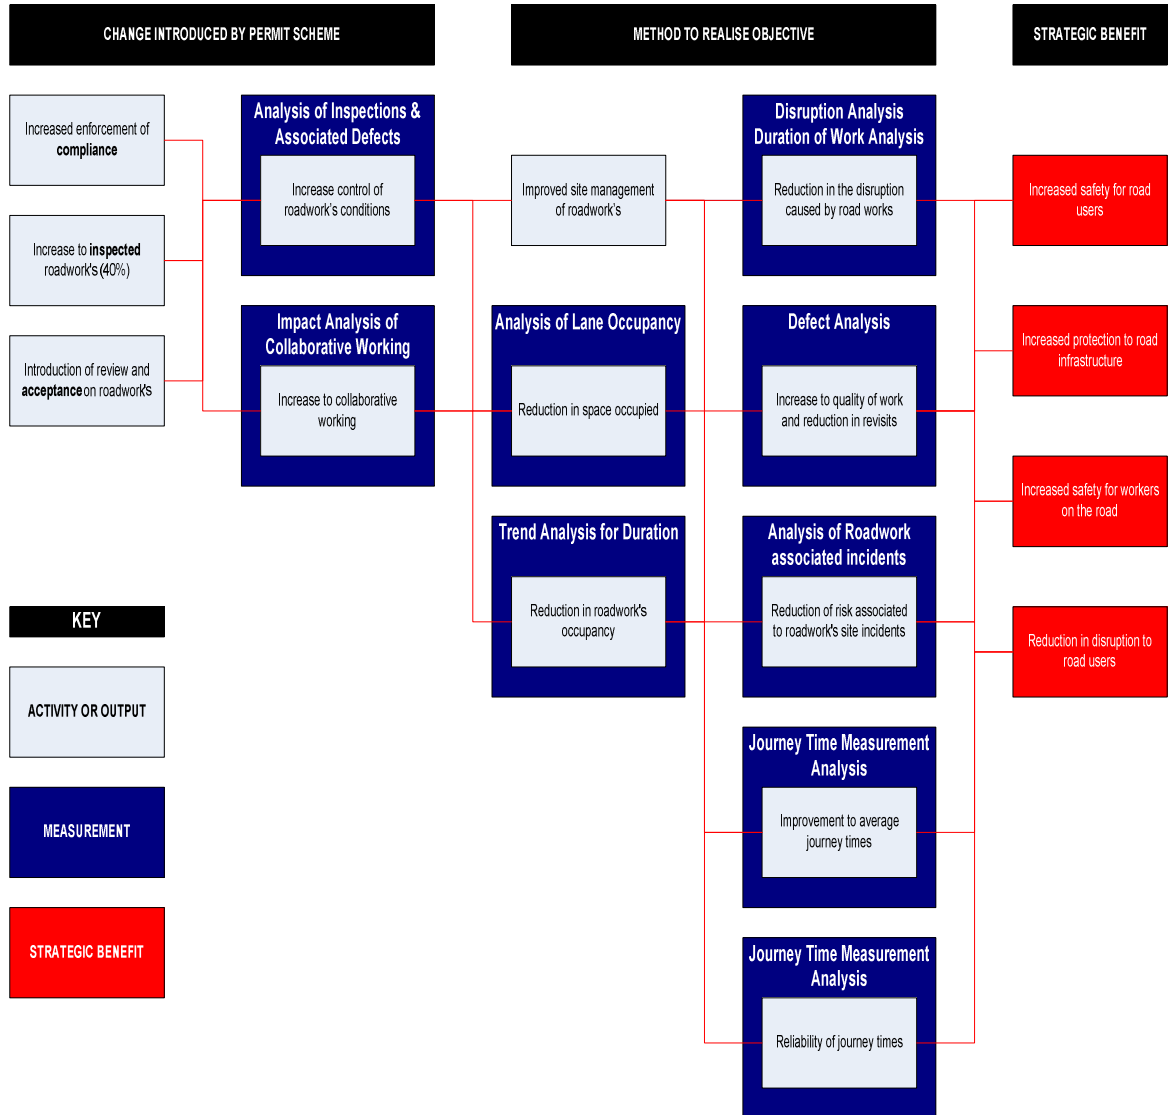 CHANGE INTRODUCED BY PERMIT SCHEME
METHOD TO REALISE OBJECTIVE
STRATEGIC BENEFIT
Increased enforcement of
compliance
Increase to inspected
roadwork's (40%)
Introduction of review and
acceptance on roadwork's
Analysis of Inspections &
Associated Defects
Increase control of
roadwork's conditions
Impact Analysis of
Collaborative Working
Increase to collaborative
working
Improved site management
of roadwork's
Analysis of Lane Occupancy
Reduction in space occupied
Trend Analysis for Duration
Reduction in roadwork's
occupancy
Disruption Analysis
Duration of Work Analysis
Reduction in the disruption
caused by road works
Defect Analysis
Increase to quality of work
and reduction in revisits
Analysis of Roadwork
associated incidents
Reduction of risk associated
to roadwork's site incidents
Journey Time Measurement
Analysis
Improvement to average
journey times
Journey Time Measurement
Analysis
Reliability of journey times
Increased safety for road
users
Increased protection to road
infrastructure
Increased safety for workers
on the road
Reduction in disruption to
road users
KEY
ACTIVITY OR OUTPUT
MEASUREMENT
STRATEGIC BENEFIT